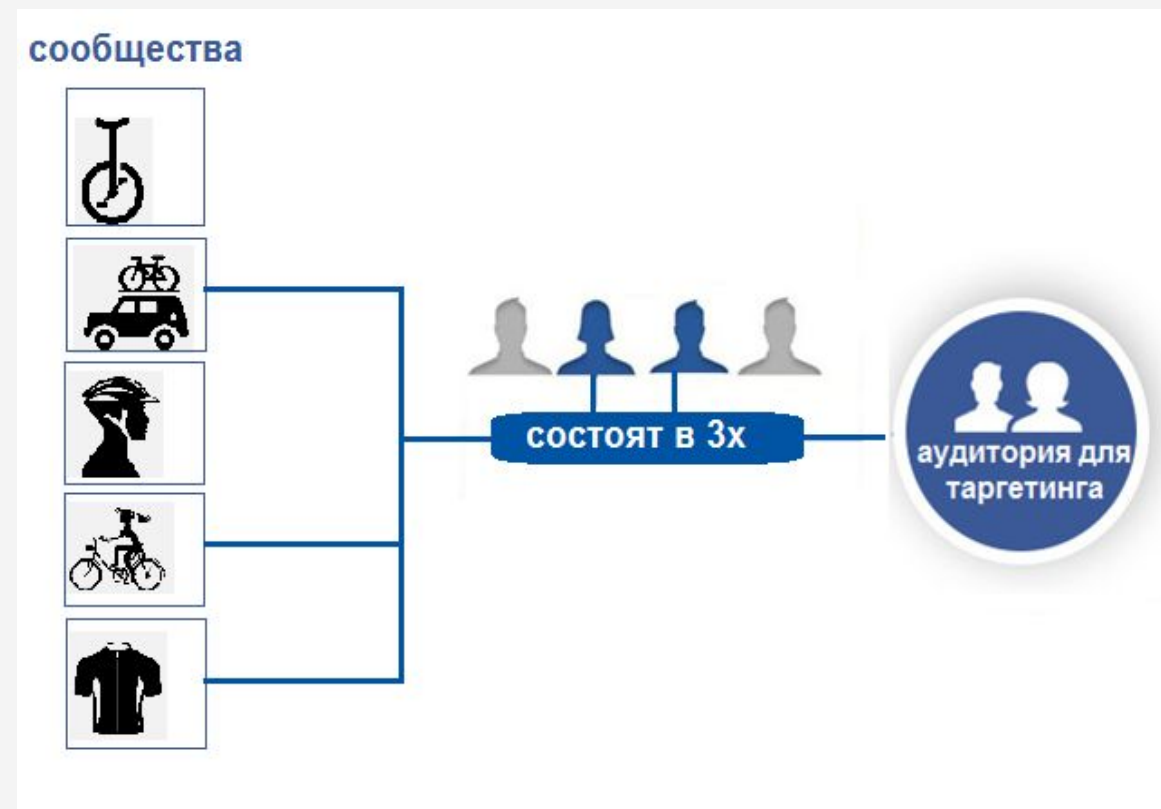 сообщества
состоят в 3х
аудитория для
таргетинга